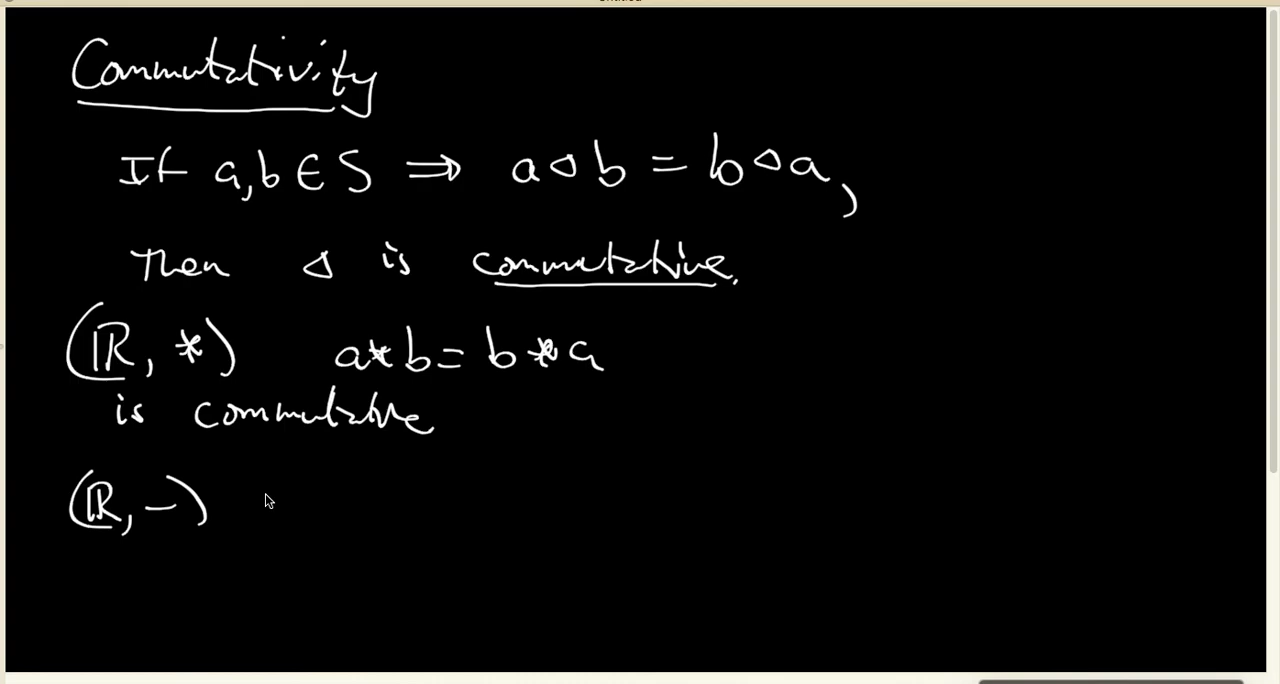 Commutativity
If a,b ∈ S ⇒ a △ b = b △ a,
Then △ is commutative.
(ℝ, *) a * b = b * a
is commutative
(ℝ, −)